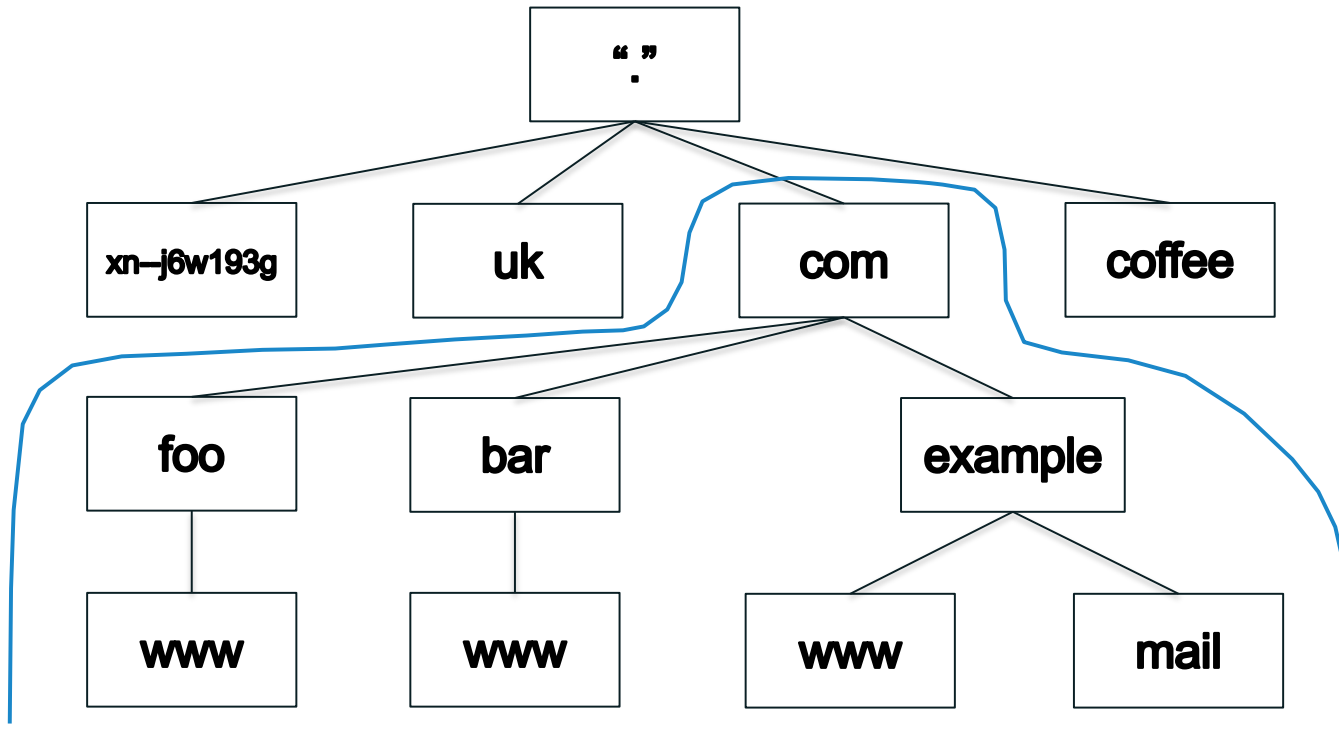 “.”
xn--j6w193g
uk
com
coffee
foo
bar
example
www
www
www
mail